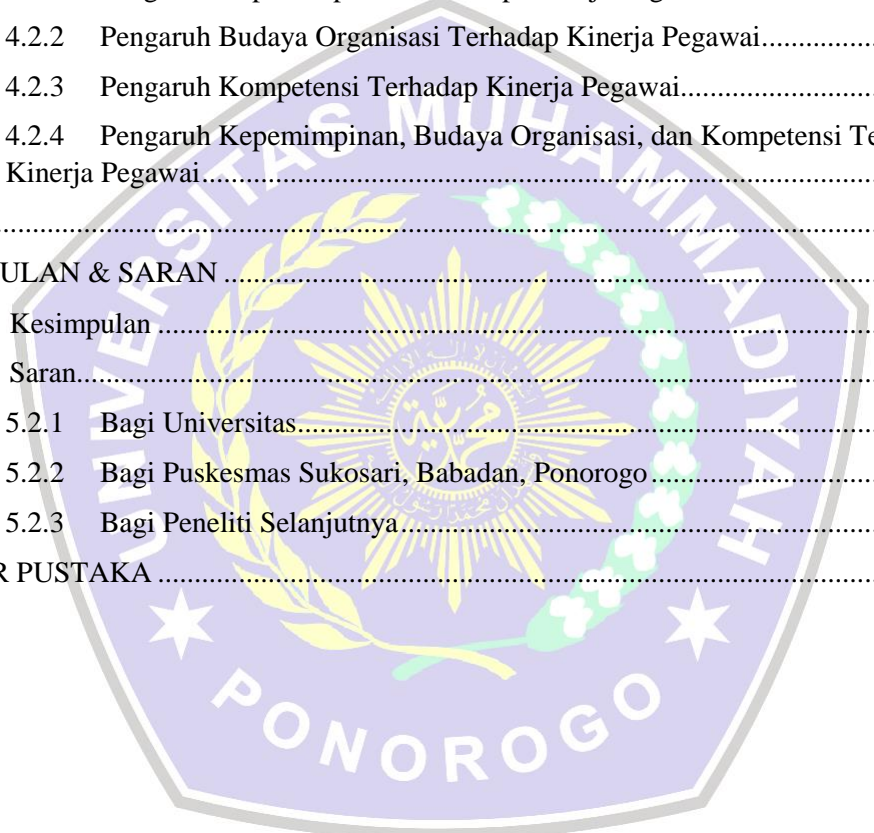 4.2.2 Pengaruh Budaya Organisasi Terhadap Kinerja Pegawai..............
4.2.3 Pengaruh Kompetensi Terhadap Kinerja Pegawai..............
4.2.4 Pengaruh Kepemimpinan, Budaya Organisasi, dan Kompetensi Te
Kinerja Pegawai..............
ULAN & SARAN ..............
Kesimpulan ..............
Saran..............
5.2.1 Bagi Universitas..............
5.2.2 Bagi Puskesmas Sukosari, Babadan, Ponorogo ..............
5.2.3 Bagi Peneliti Selanjutnya..............
R PUSTAKA ..............
UNIVERSITAS MUHAMMADIYAH
PONOROGO